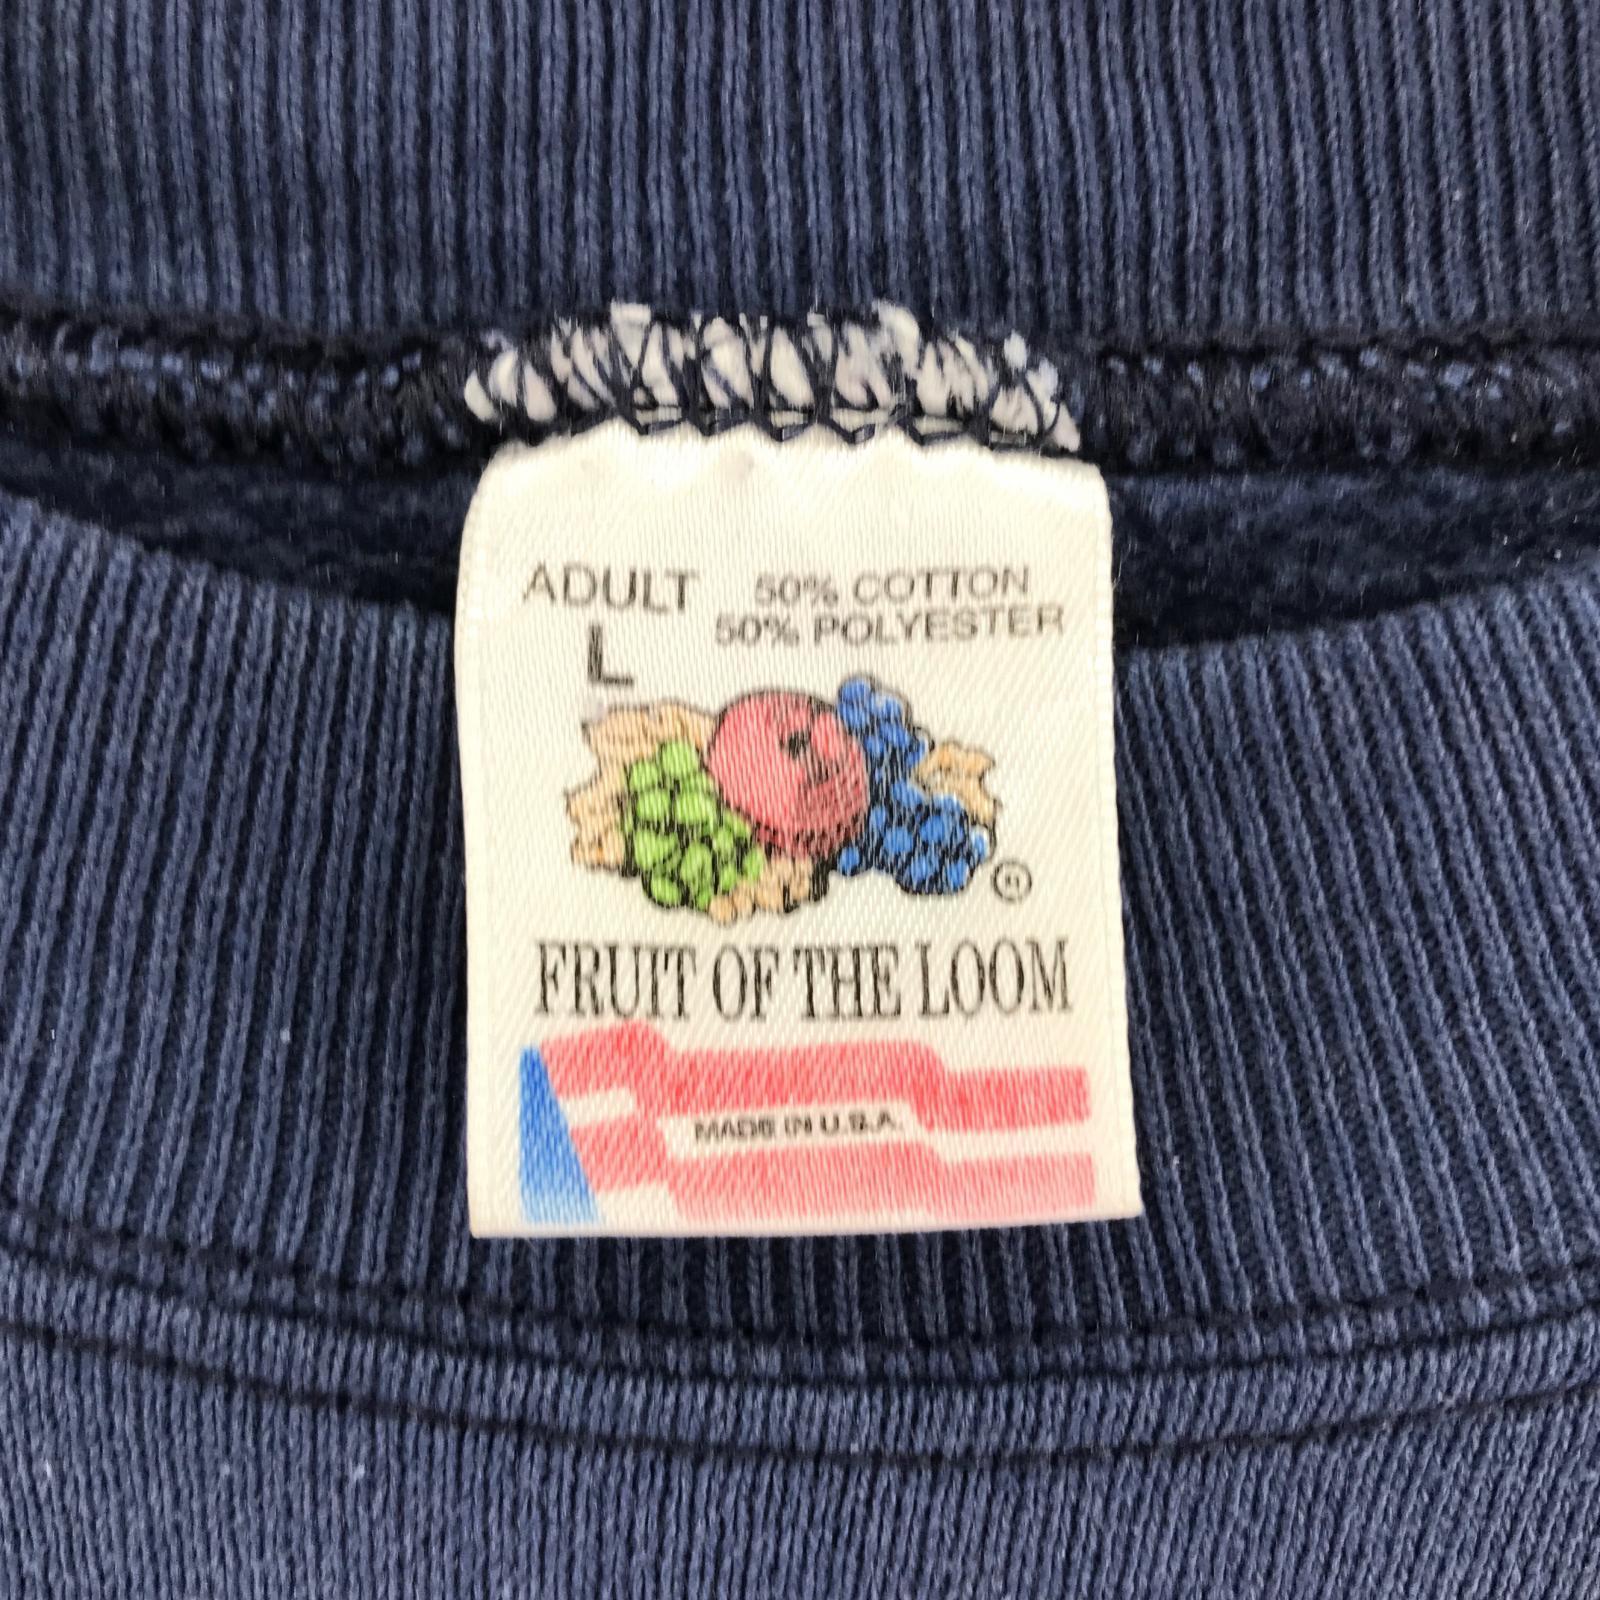 ADULT
L
50% COTTON
50% POLYESTER
®
FRUIT OF THE LOOM
MADE IN U.S.A.